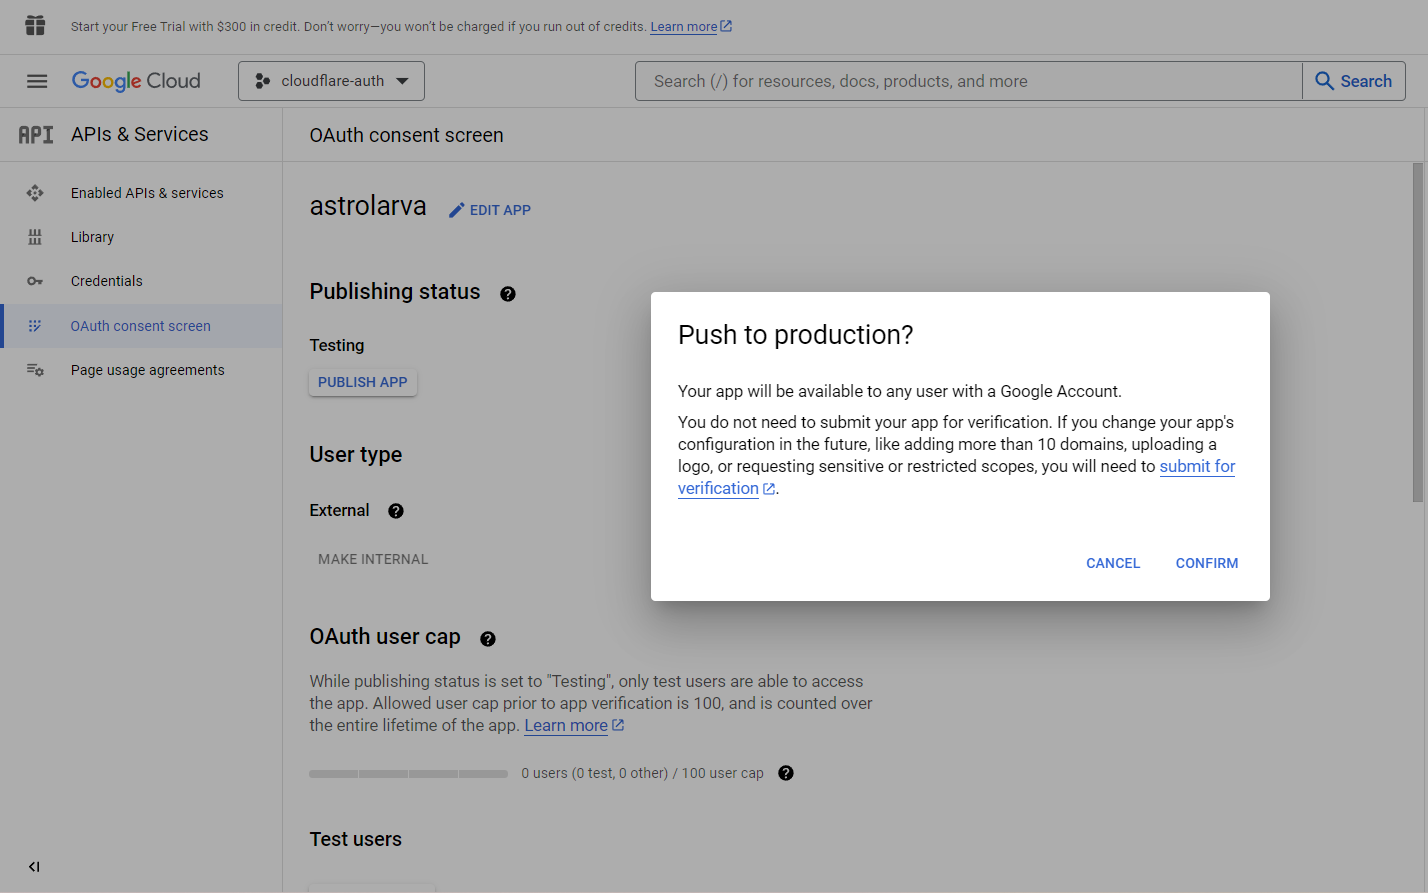 Start your Free Trial with $300 in credit. Don't worry—you won't be charged if you run out of credits. Learn more
Google Cloud
cloudflare-auth
Search (/) for resources, docs, products, and more
Search
API
APIs & Services
OAuth consent screen
Enabled APIs & services
Library
Credentials
OAuth consent screen
Page usage agreements
astrolarva
EDIT APP
Publishing status
Testing
PUBLISH APP
User type
External
MAKE INTERNAL
OAuth user cap
While publishing status is set to "Testing", only test users are able to access
the app. Allowed user cap prior to app verification is 100, and is counted over
the entire lifetime of the app. Learn more
0 users (0 test, 0 other) / 100 user cap
Test users
Push to production?
Your app will be available to any user with a Google Account.
You do not need to submit your app for verification. If you change your app's
configuration in the future, like adding more than 10 domains, uploading a
logo, or requesting sensitive or restricted scopes, you will need to submit for
verification.
CANCEL
CONFIRM